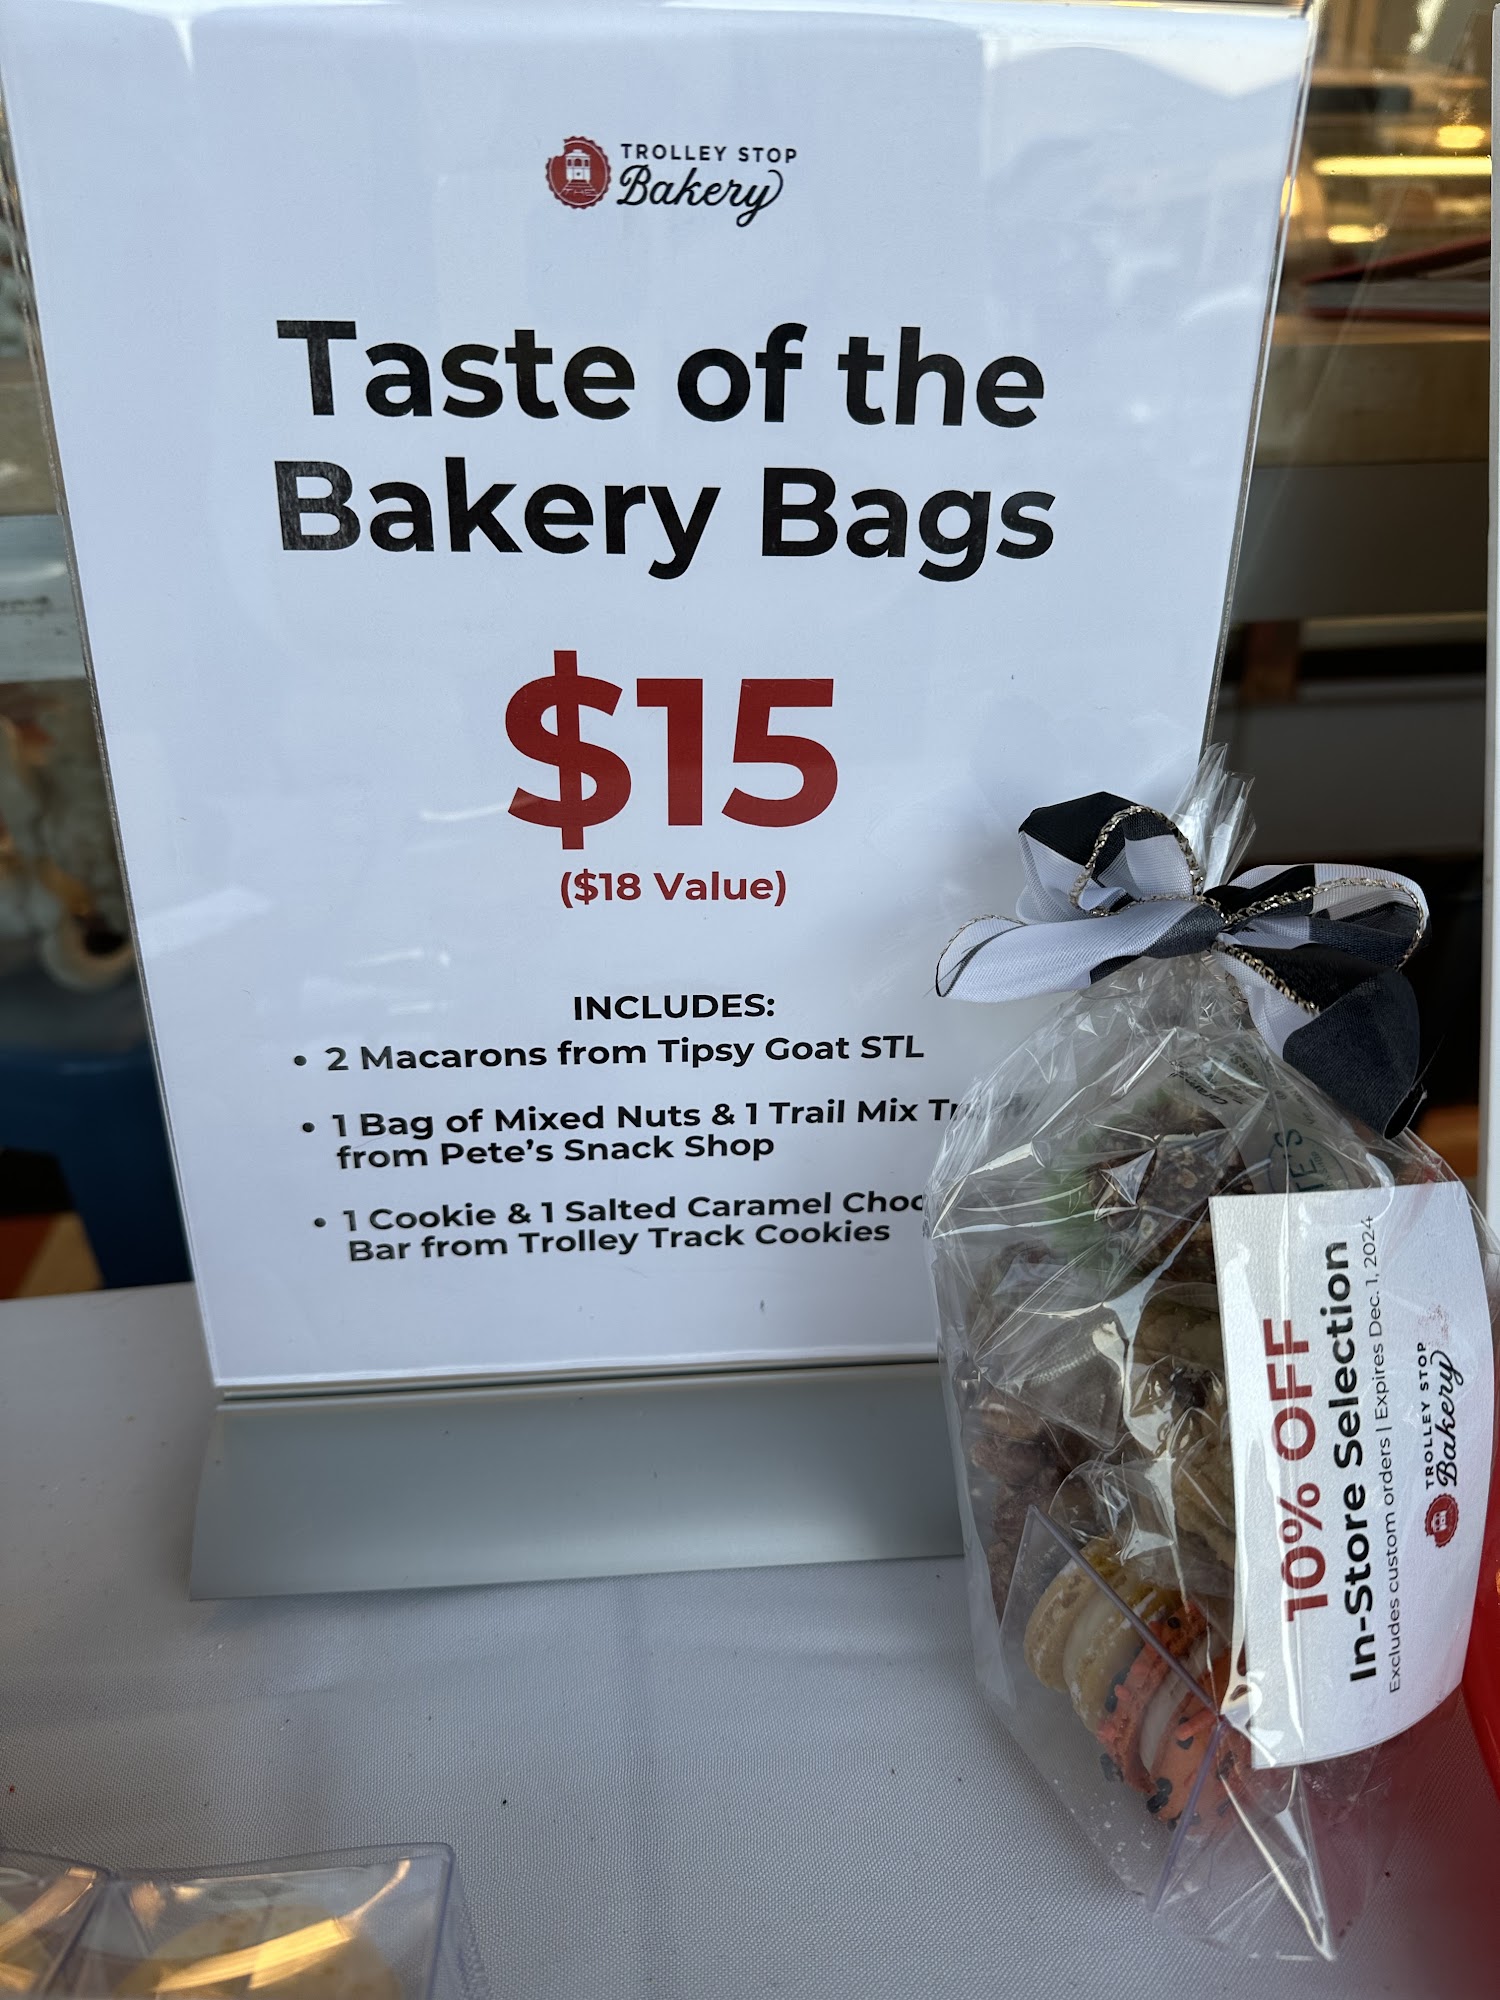 TROLLEY STOP
Bakery
Taste of the
Bakery Bags
$15
($18 Value)
INCLUDES:
• 2 Macarons from Tipsy Goat STL
• 1 Bag of Mixed Nuts & 1 Trail Mix
from Pete's Snack Shop
• 1 Cookie & 1 Salted Caramel Choc
Bar from Trolley Track Cookies
10% OFF
In-Store Selection
Excludes custom orders | Expires Dec. 1, 2024
TROLLEY STOP
Bakery